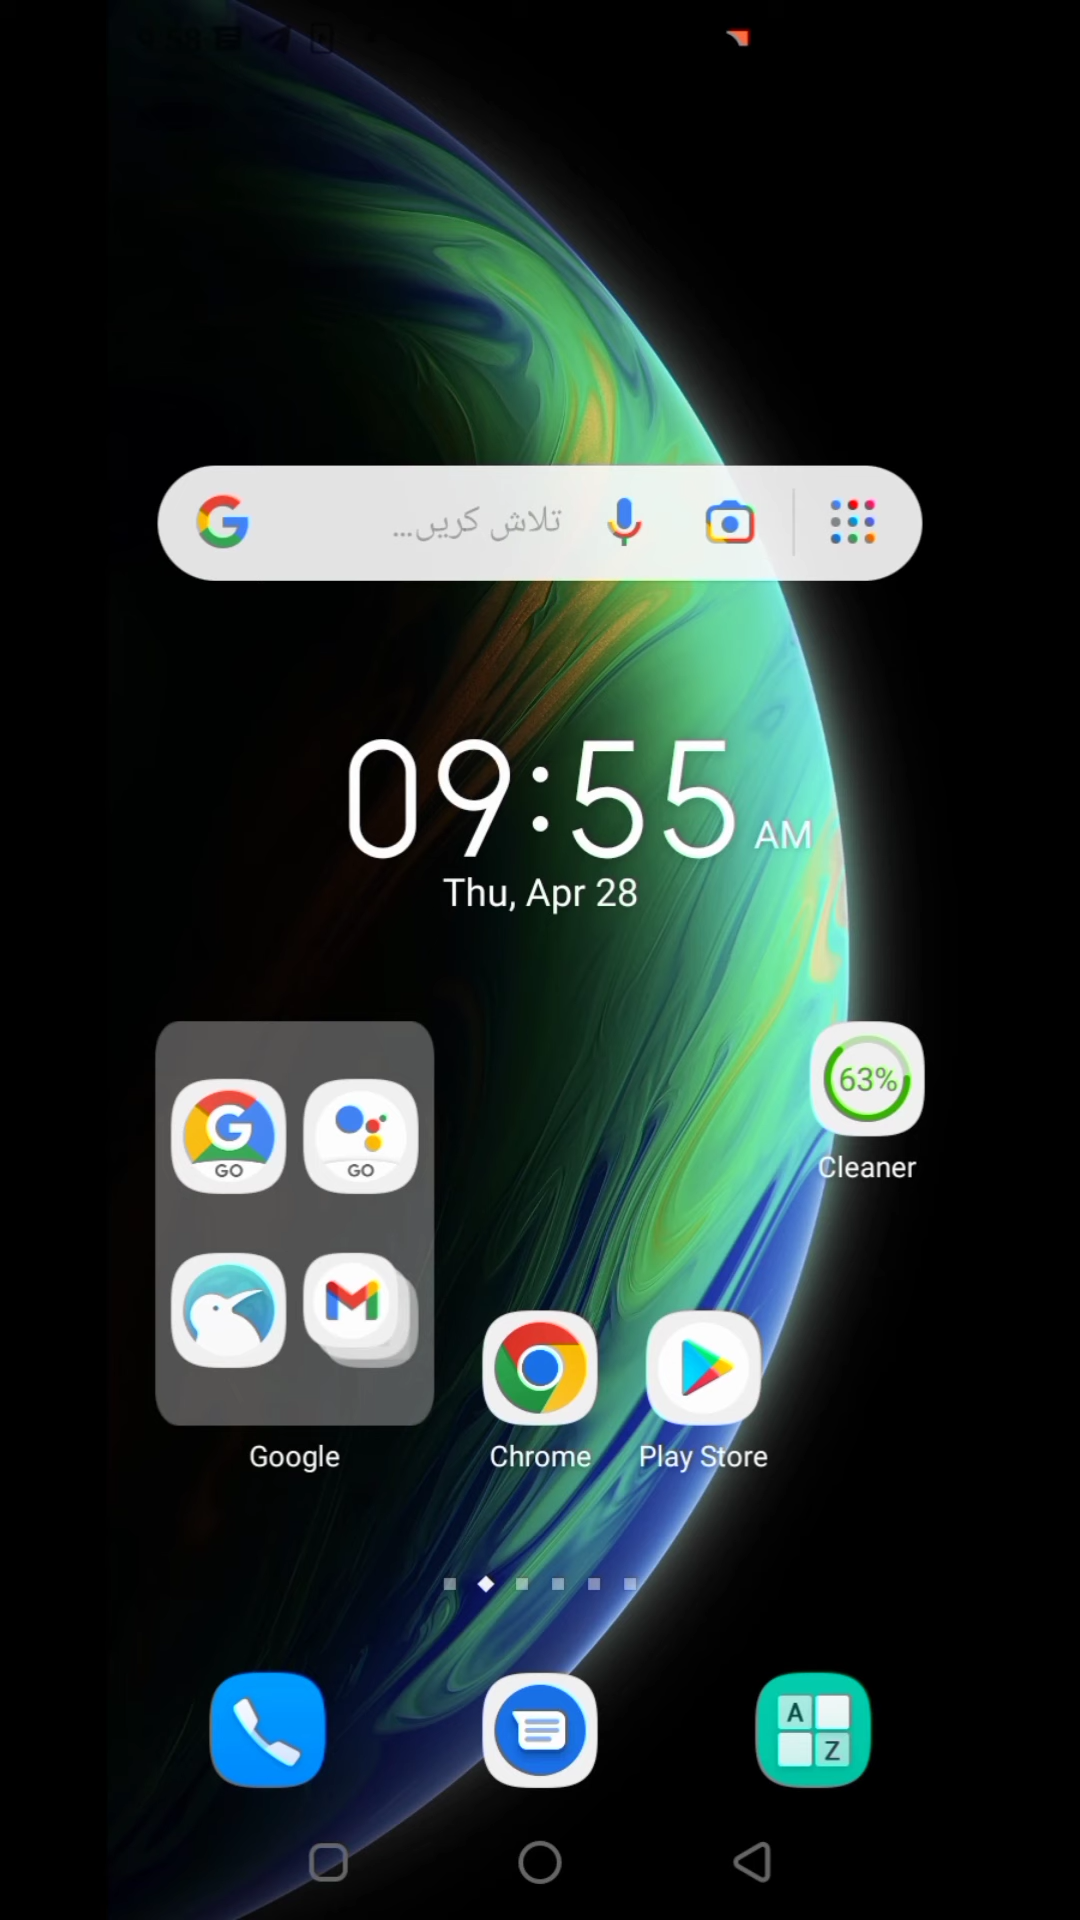 تلاش کریں...
09:55 AM
Thu, Apr 28
63%
Cleaner
GO
GO
Google
Chrome
Play Store
A
Z